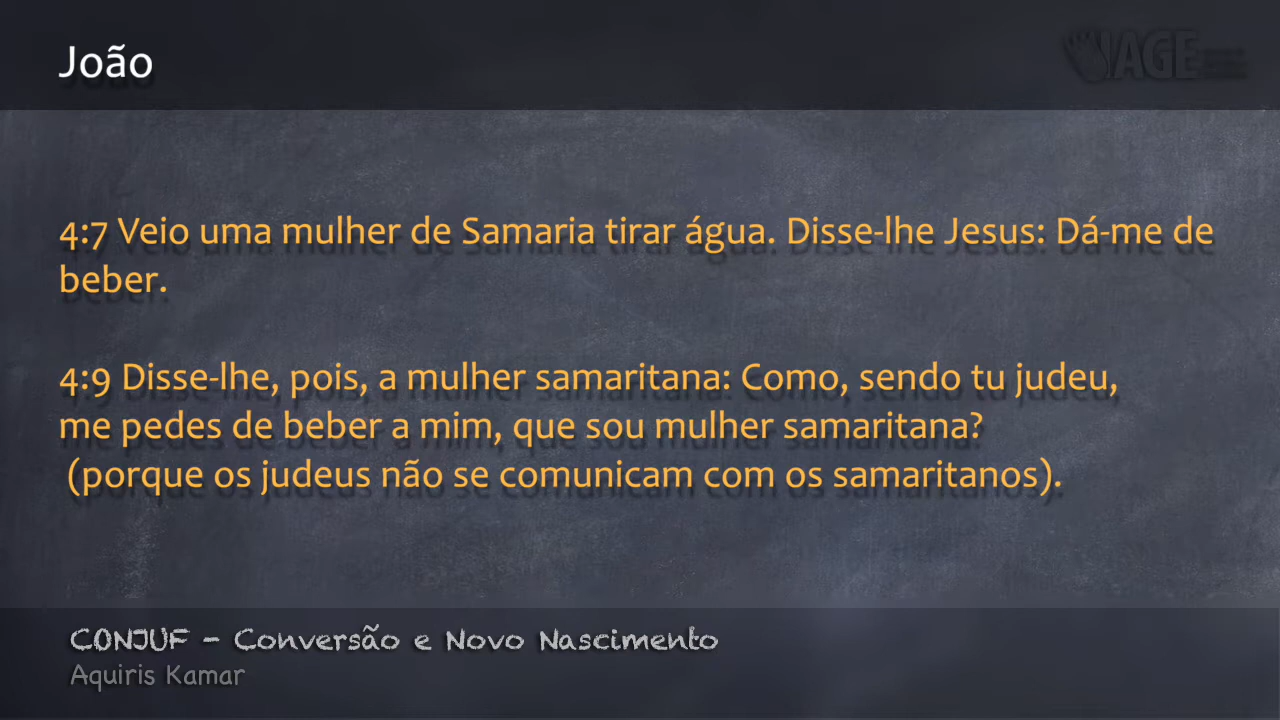 João
IAGE
4:7 Veio uma mulher de Samaria tirar água. Disse-lhe Jesus: Dá-me de
beber.
4:9 Disse-lhe, pois, a mulher samaritana: Como, sendo tu judeu,
me pedes de beber a mim, que sou mulher samaritana?
(porque os judeus não se comunicam com os samaritanos).
CONJUF - Conversão e Novo Nascimento
Aquiris Kamar